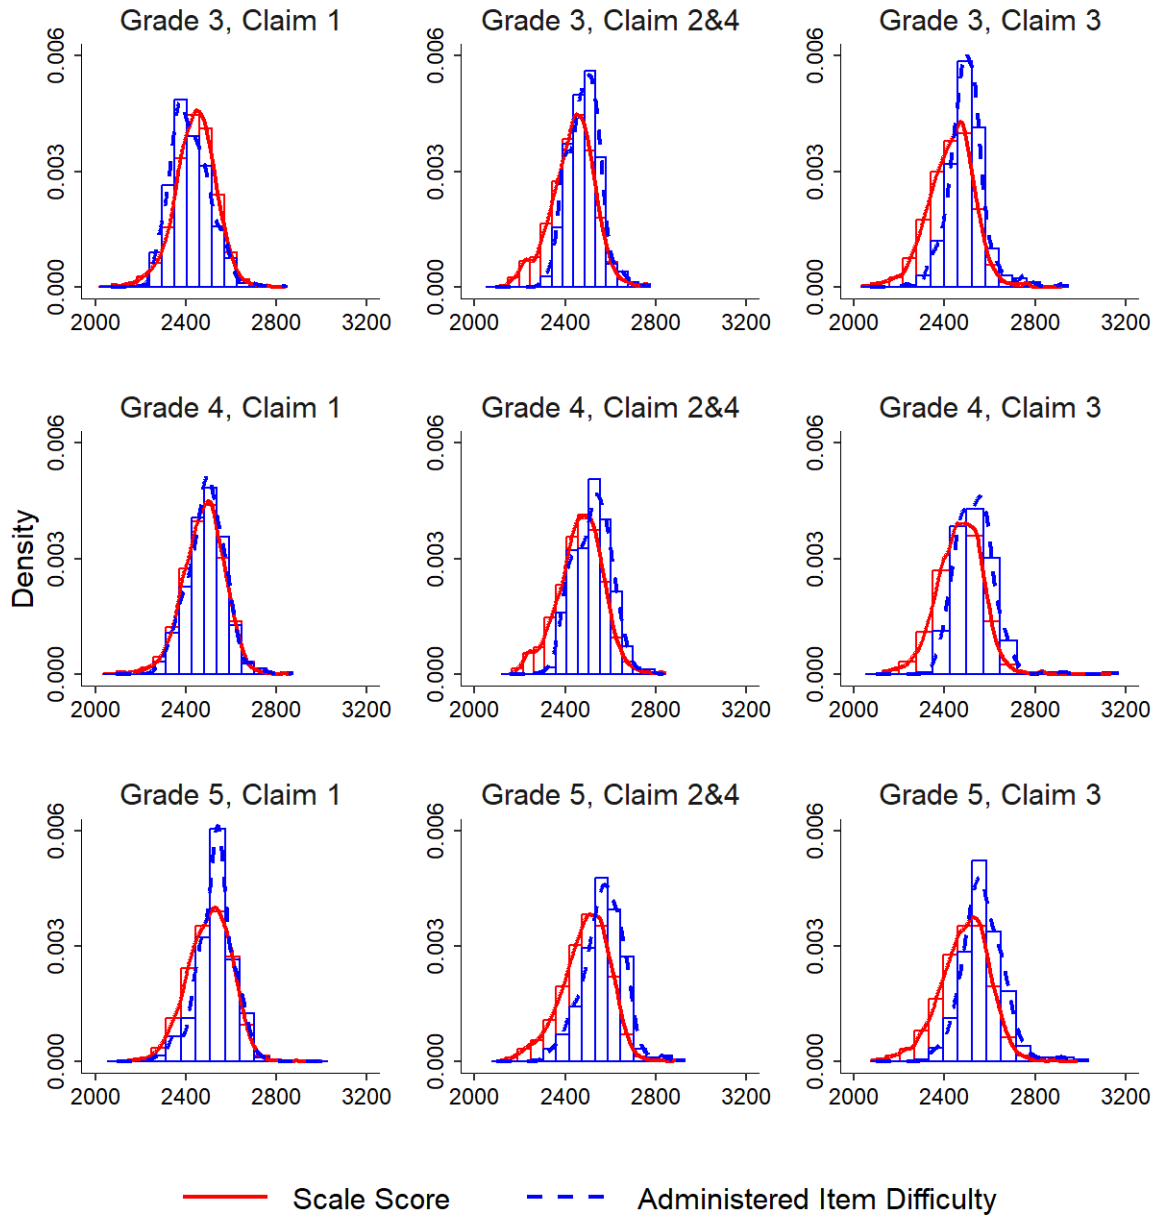 Grade 3, Claim 1
Grade 3, Claim 2&4
Grade 3, Claim 3
0.006
0.003
0.000
2000 2400 2800 3200
0.006
0.003
0.000
2000 2400 2800 3200
0.006
0.003
0.000
2000 2400 2800 3200
Grade 4, Claim 1
Grade 4, Claim 2&4
Grade 4, Claim 3
Density
0.006
0.003
0.000
2000 2400 2800 3200
0.006
0.003
0.000
2000 2400 2800 3200
0.006
0.003
0.000
2000 2400 2800 3200
Grade 5, Claim 1
Grade 5, Claim 2&4
Grade 5, Claim 3
0.006
0.003
0.000
2000 2400 2800 3200
0.006
0.003
0.000
2000 2400 2800 3200
0.006
0.003
0.000
2000 2400 2800 3200
Scale Score
Administered Item Difficulty